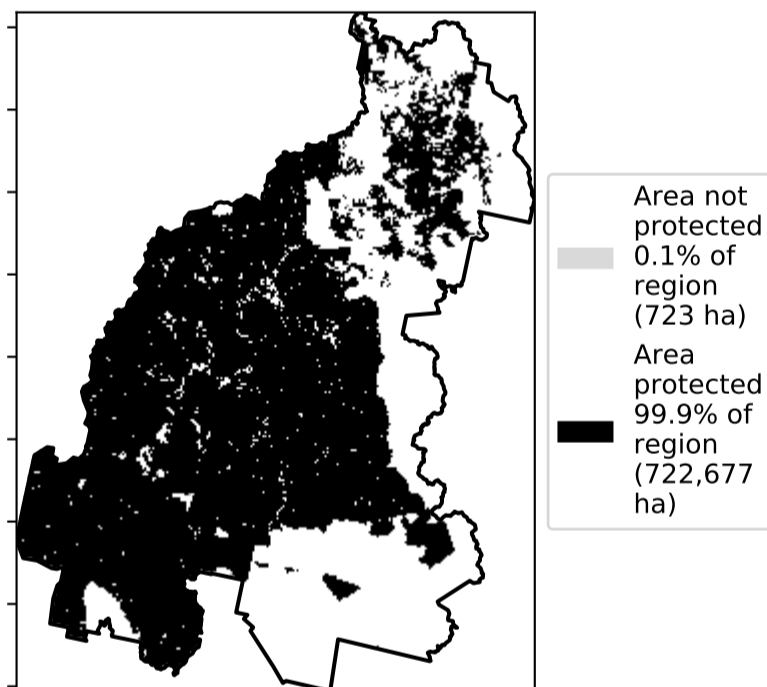 Area not
protected
0.1% of
region
(723 ha)
Area
protected
99.9% of
region
(722,677
ha)